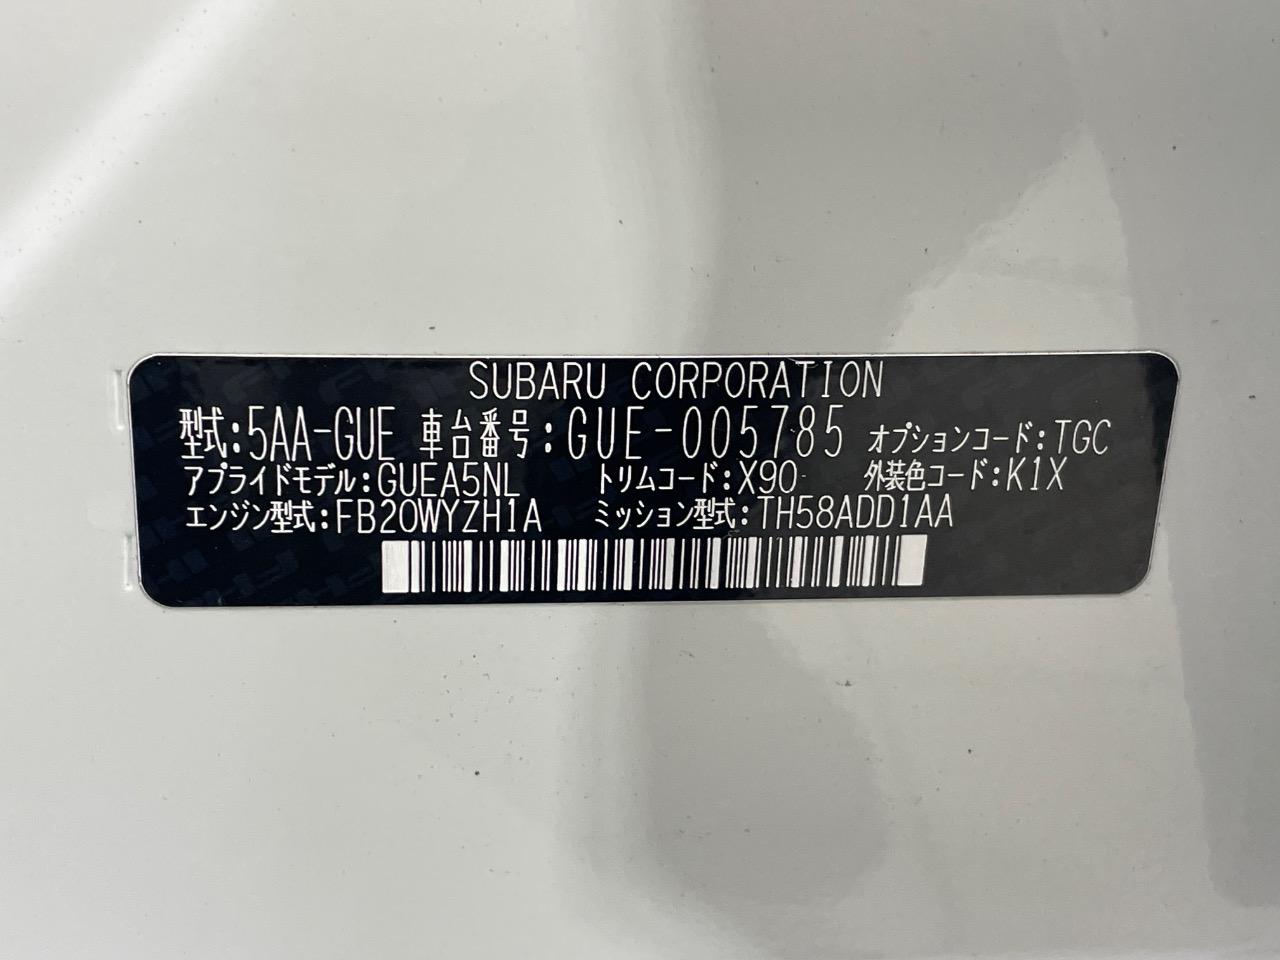 SUBARU CORPORATION
型式:5AA-GUE 車台番号:GUE-005785 オプションコード:TGC
アプライドモデル:GUEA5NL トリムコード:X90 外装色コード:K1X
エンジン型式:FB20WYZH1A ミッション型式:TH58ADD1AA